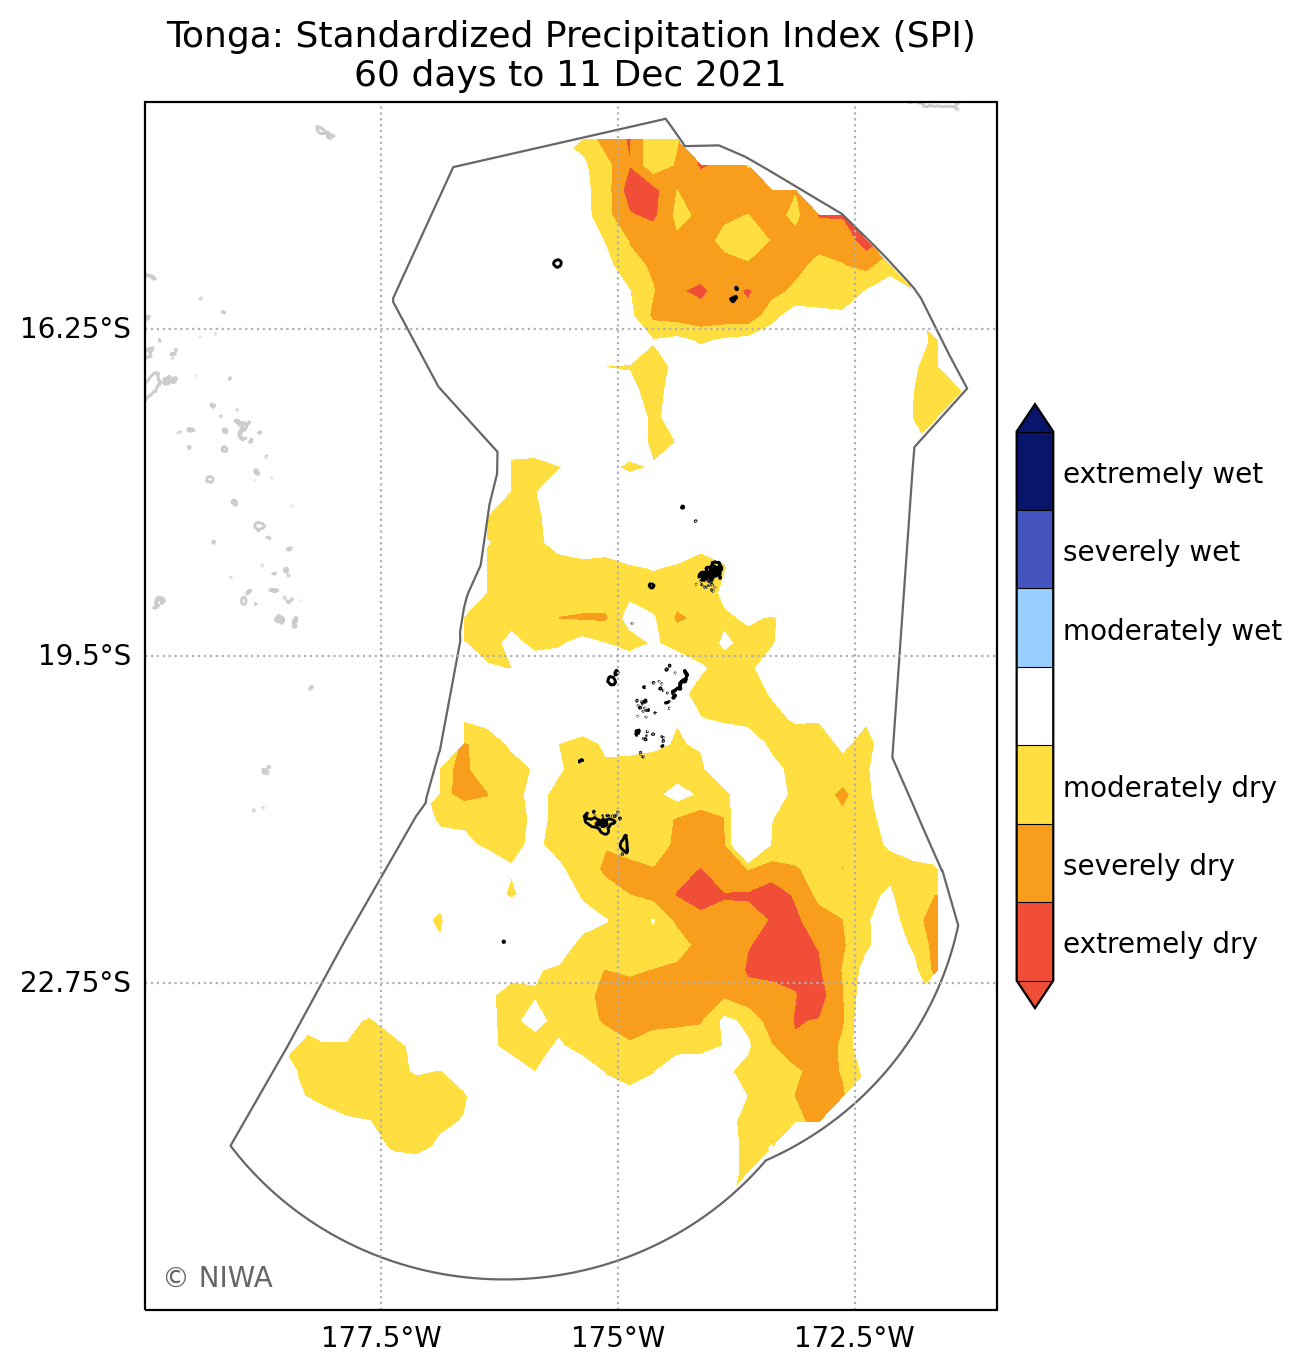 Tonga: Standardized Precipitation Index (SPI)
60 days to 11 Dec 2021
16.25°S
19.5°S
22.75°S
177.5°W
175°W
172.5°W
extremely wet
severely wet
moderately wet
moderately dry
severely dry
extremely dry
© NIWA